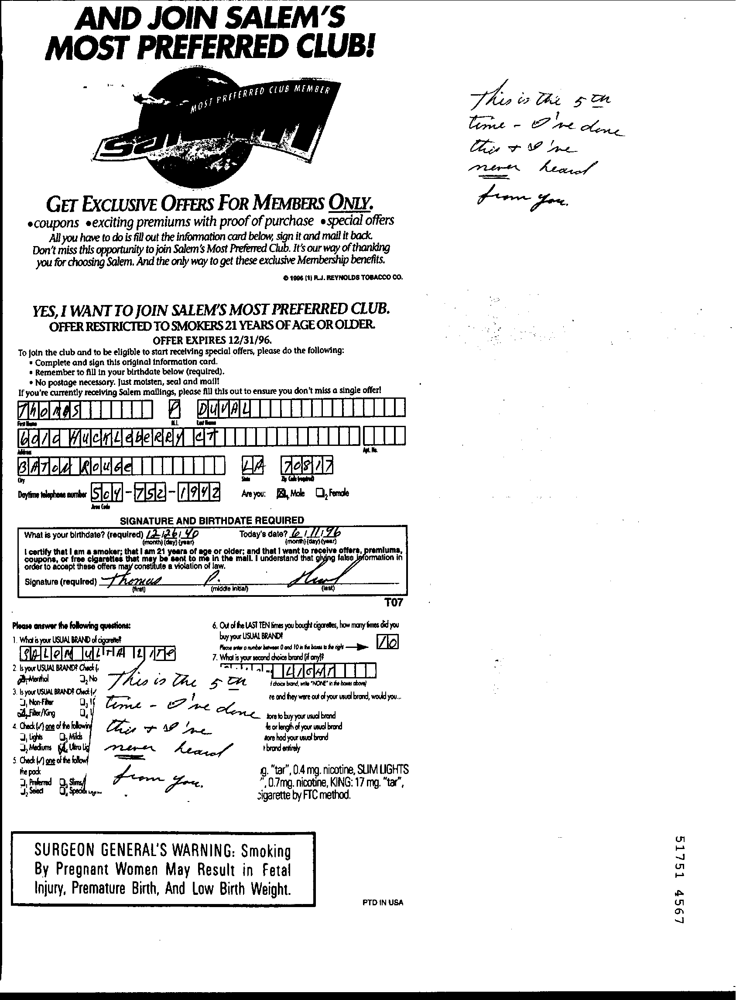 AND JOIN SALEM'S
MOST PREFERRED CLUB!
MOST PREFERRED CLUB MEMBER
Salem
GET EXCLUSIVE OFFERS FOR MEMBERS ONLY.
•coupons •exciting premiums with proof of purchase •special offers
All you have to do is fill out the information card below, sign it and mail it back.
Don't miss this opportunity to join Salem's Most Preferred Club. It's our way of thanking
you for choosing Salem. And the only way to get these exclusive Membership benefits.
© 1996 (1) R.J. REYNOLDS TOBACCO CO.
This is the 5th
time - I've done
this + I've
never heard
from you.
YES, I WANT TO JOIN SALEM'S MOST PREFERRED CLUB.
OFFER RESTRICTED TO SMOKERS 21 YEARS OF AGE OR OLDER.
OFFER EXPIRES 12/31/96.
To join the club and to be eligible to start receiving special offers, please do the following:
• Complete and sign this original information card.
• Remember to fill in your birthdate below (required).
• No postage necessary. Just moisten, seal and mail!
If you're currently receiving Salem mailings, please fill this out to ensure you don't miss a single offer!
THOMAS P DUVAL
First Name M.I. Last Name
6019 HUCKLEBERRY CT
Address Apt. No.
BATON ROUGE LA 70817
City State Zip Code (required)
Daytime telephone number 504-752-1942 Are you: Male Female
Area Code
SIGNATURE AND BIRTHDATE REQUIRED
What is your birthdate? (required) 12/26/40 Today's date? 6/11/96
(month) (day) (year) (month) (day) (year)
I certify that I am a smoker; that I am 21 years of age or older; and that I want to receive offers, premiums,
coupons, or free cigarettes that may be sent to me in the mail. I understand that giving false information in
order to accept these offers may constitute a violation of law.
Signature (required) Thomas P.
(first) (middle initial) (last)
T07
Please answer the following questions:
1. What is your USUAL BRAND of cigarette?
SALEM ULTRA LITE
2. Is your USUAL BRAND? Check
Menthol No
3. Is your USUAL BRAND? Check
Non-Filter
Filter/King
4. Check (✓) one of the following
Lights Milds
Mediums Ultra Lig
5. Check (✓) one of the follow
the pack
Preferred Slims/
Select Special
This is the 5th
time - I've done
this + I've
never heard
from you.
6. Out of the LAST TEN times you bought cigarettes, how many times did you
buy your USUAL BRAND?
Please enter a number between 0 and 10 in the boxes to the right 10
7. What is your second choice brand (if any)?
LIGHT
d choice brand, write "NONE" in the boxes above)
re and they were out of your usual brand, would you...
tore to buy your usual brand
le or length of your usual brand
tore had your usual brand
t brand entirely
g. "tar", 0.4 mg. nicotine, SLIM LIGHTS
", 0.7mg. nicotine, KING: 17 mg. "tar",
cigarette by FTC method.
SURGEON GENERAL'S WARNING: Smoking
By Pregnant Women May Result in Fetal
Injury, Premature Birth, And Low Birth Weight.
PTD IN USA
51751 4567